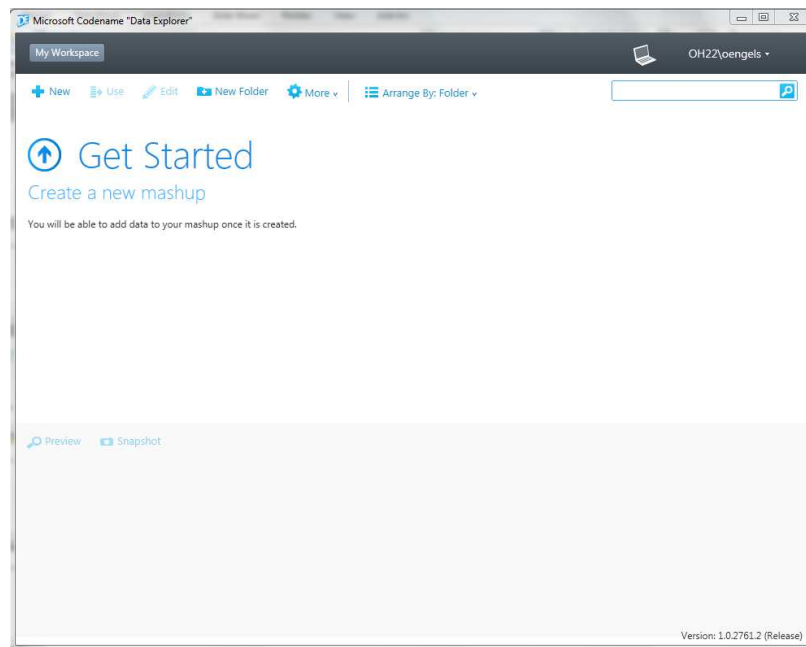 Microsoft Codename "Data Explorer"
My Workspace
OH22\oengels
New Use Edit New Folder More Arrange By: Folder
Get Started
Create a new mashup
You will be able to add data to your mashup once it is created.
Preview Snapshot
Version: 1.0.2761.2 (Release)